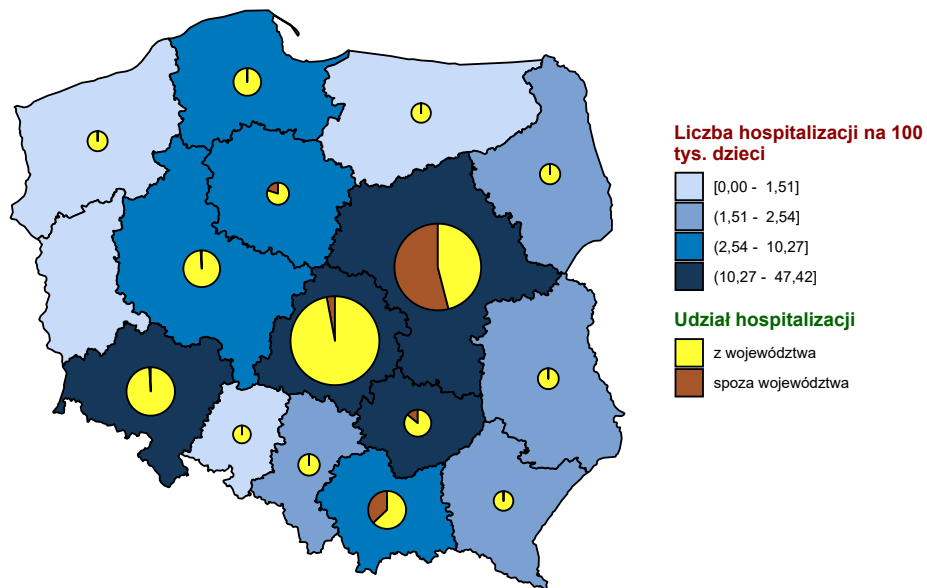 Liczba hospitalizacji na 100
tys. dzieci
[0,00 - 1,51]
(1,51 - 2,54]
(2,54 - 10,27]
(10,27 - 47,42]
Udział hospitalizacji
z województwa
spoza województwa